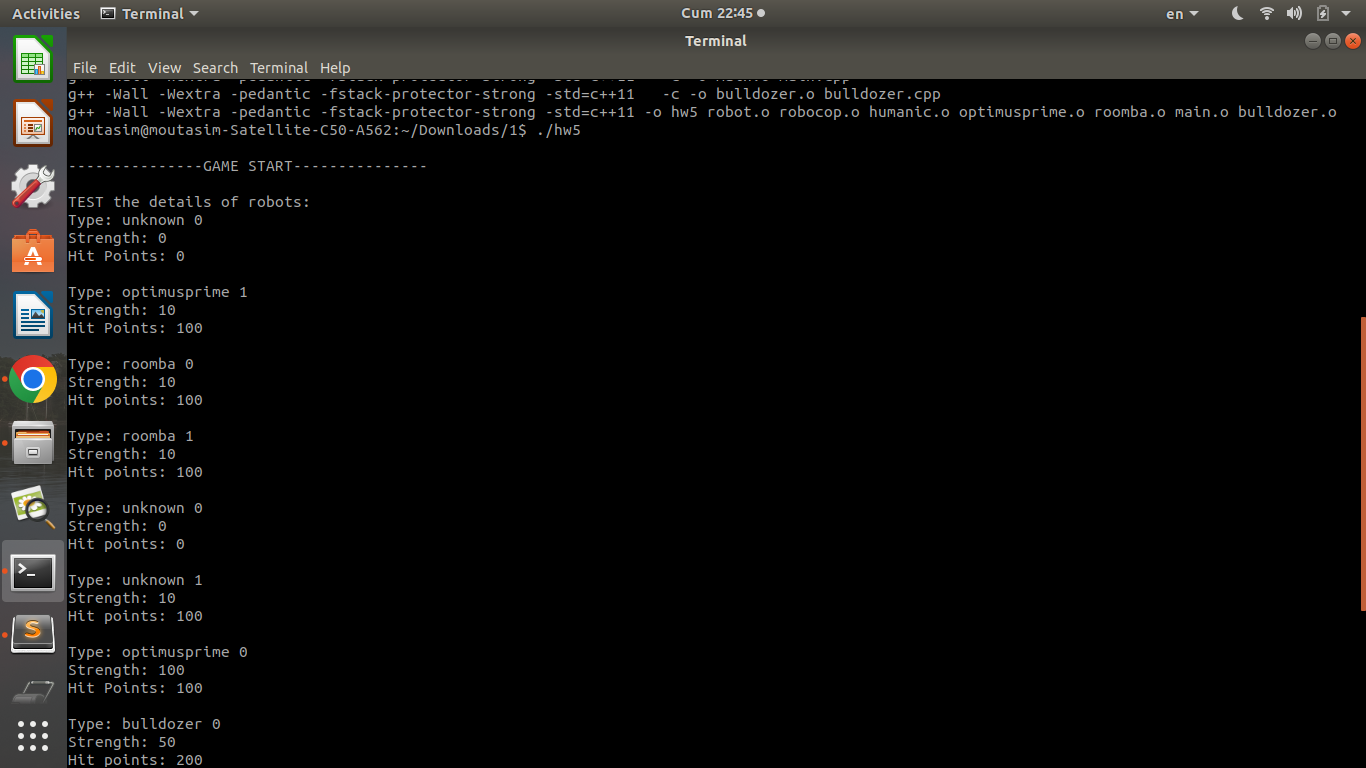 Activities Terminal Cum 22:45 en
Terminal
File Edit View Search Terminal Help
g++ -Wall -Wextra -pedantic -fstack-protector-strong -std=c++11   -c -o bulldozer.o bulldozer.cpp
g++ -Wall -Wextra -pedantic -fstack-protector-strong -std=c++11 -o hw5 robot.o robocop.o humanic.o optimusprime.o roomba.o main.o bulldozer.o
moutasim@moutasim-Satellite-C50-A562:~/Downloads/1$ ./hw5
---------------GAME START---------------
TEST the details of robots:
Type: unknown 0
Strength: 0
Hit Points: 0
Type: optimusprime 1
Strength: 10
Hit Points: 100
Type: roomba 0
Strength: 10
Hit points: 100
Type: roomba 1
Strength: 10
Hit points: 100
Type: unknown 0
Strength: 0
Hit points: 0
Type: unknown 1
Strength: 10
Hit points: 100
Type: optimusprime 0
Strength: 100
Hit Points: 100
Type: bulldozer 0
Strength: 50
Hit points: 200